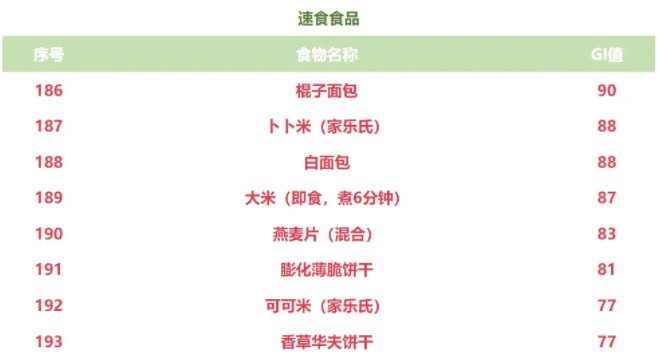 速食食品
序号 食物名称 GI值
186 棍子面包 90
187 卜卜米（家乐氏） 88
188 白面包 88
189 大米（即食，煮6分钟） 87
190 燕麦片（混合） 83
191 膨化薄脆饼干 81
192 可可米（家乐氏） 77
193 香草华夫饼干 77